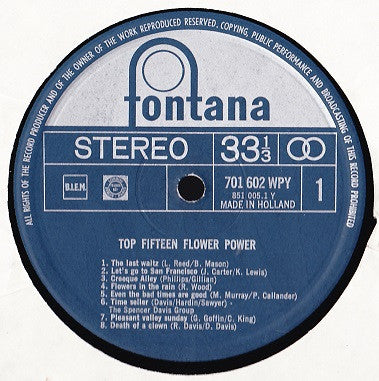 ALL RIGHTS OF THE RECORD PRODUCER AND OF THE OWNER OF THE WORK REPRODUCED RESERVED. COPYING, PUBLIC PERFORMANCE AND BROADCASTING OF THIS RECORD PROHIBITED
fontana
STEREO 33 1/3
B.I.E.M. 701 602 WPY 1
851 005.1 Y
MADE IN HOLLAND
TOP FIFTEEN FLOWER POWER
1. The last waltz (L. Reed/B. Mason)
2. Let's go to San Francisco (J. Carter/K. Lewis)
3. Creeque Alley (Phillips/Gillian)
4. Flowers in the rain (R. Wood)
5. Even the bad times are good (M. Murray/P. Callander)
6. Time seller (Davis/Hardin/Sawyer) -
The Spencer Davis Group
7. Pleasant valley sunday (G. Goffin/C. King)
8. Death of a clown (R. Davis/D. Davis)